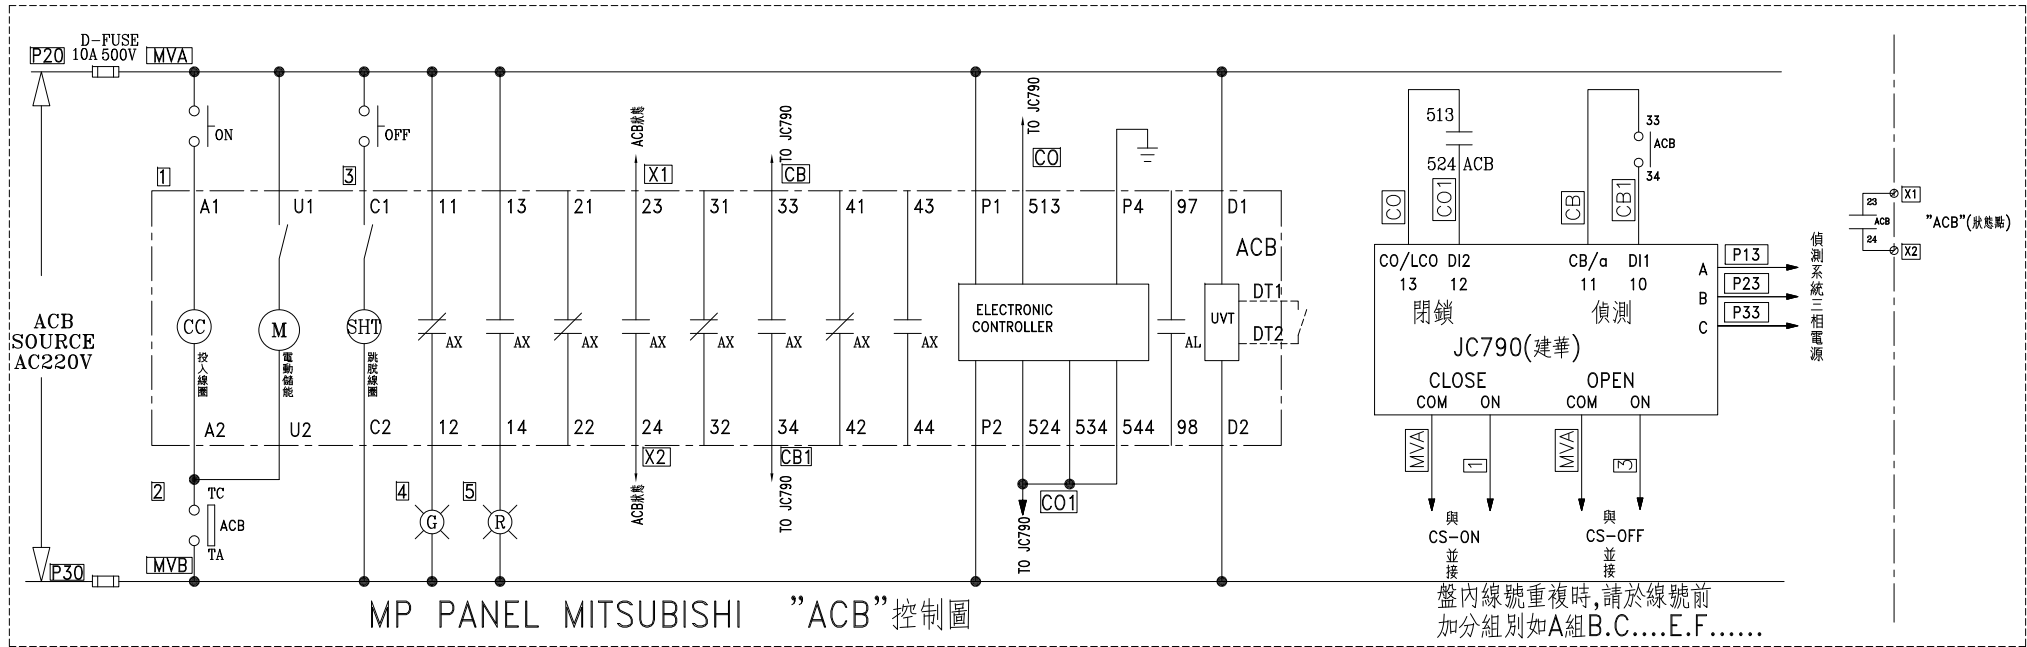 D-FUSE
P20 10A 500V MVA
ON
OFF
1
3
ACB狀態
X1
TO JC790
CB
TO JC790
CO
A1 U1 C1 11 13 21 23 31 33 41 43 P1 513 P4 97 D1
ACB
ACB
SOURCE
AC220V
CC
投入線圈
M
電動儲能
SHT
跳脫線圈
AX AX AX AX AX AX AX AX
ELECTRONIC
CONTROLLER
AL
UVT
DT1
DT2
A2 U2 C2 12 14 22 24 32 34 42 44 P2 524 534 544 98 D2
X2
ACB狀態
CB1
TO JC790
CO1
TO JC790
2
TC
ACB
TA
4
G
5
R
P30
MVB
513
524 ACB
CO
CO1
33
ACB
34
CB
CB1
CO/LCO DI2 CB/a DI1
13 12 11 10
閉鎖 偵測
JC790(建華)
A P13
B P23
C P33
偵測系統三相電源
CLOSE OPEN
COM ON COM ON
MVA 1 MVA 3
與
CS-ON
並接
與
CS-OFF
並接
23
ACB
24
X1
X2
"ACB"(狀態點)
MP PANEL MITSUBISHI "ACB"控制圖
盤內線號重複時,請於線號前
加分組別如A組B.C....E.F......